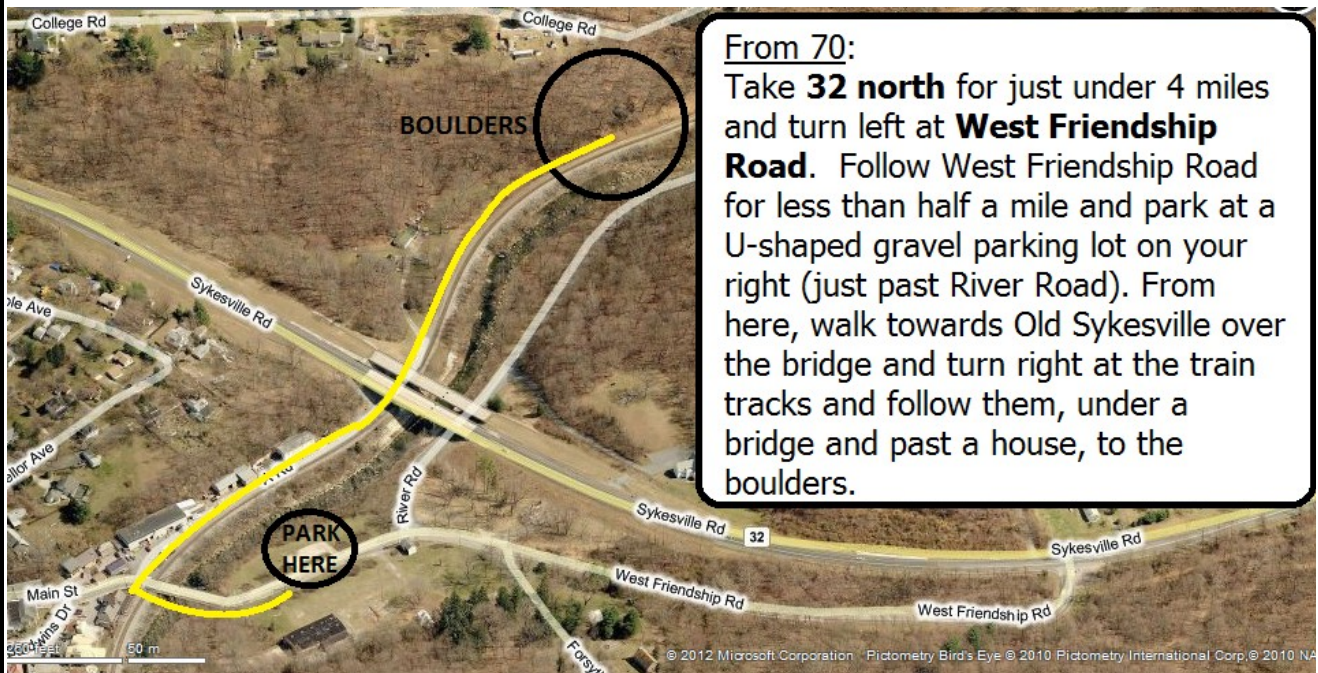 College Rd
College Rd
BOULDERS
From 70:
Take 32 north for just under 4 miles
and turn left at West Friendship
Road. Follow West Friendship Road
for less than half a mile and park at a
U-shaped gravel parking lot on your
right (just past River Road). From
here, walk towards Old Sykesville over
the bridge and turn right at the train
tracks and follow them, under a
bridge and past a house, to the
boulders.
Sykesville Rd
Ave
Ave
River Rd
PARK
HERE
Sykesville Rd
32
Sykesville Rd
Main St
West Friendship Rd
West Friendship Rd
50 m
© 2012 Microsoft Corporation Pictometry Bird's Eye © 2010 Pictometry International Corp,© 2010 NA